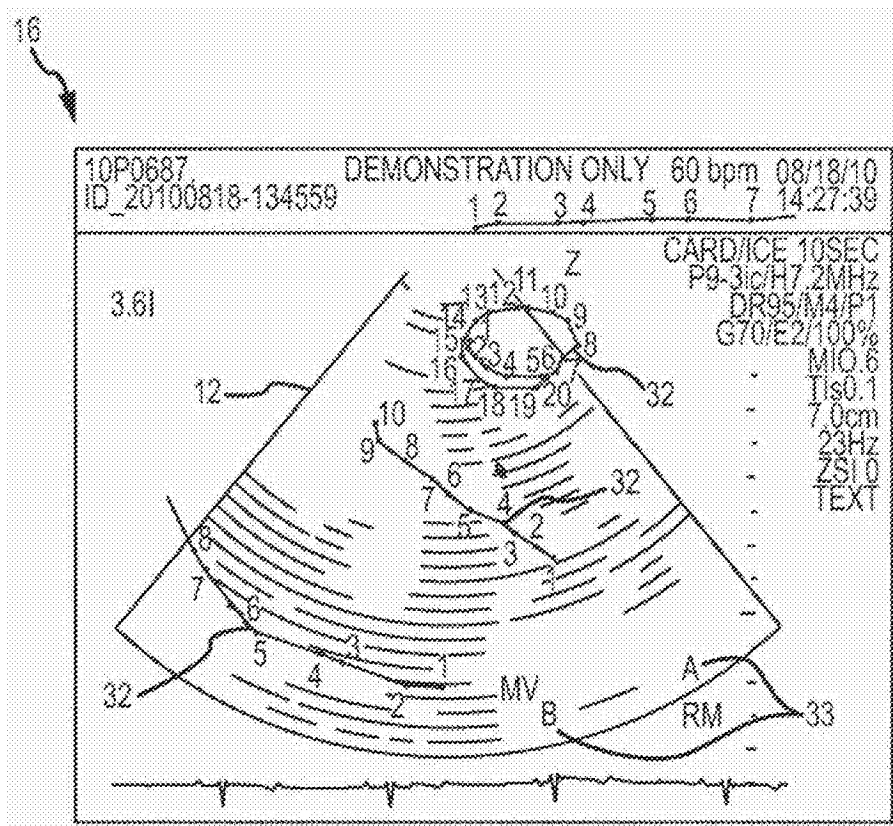 16
10P0687, DEMONSTRATION ONLY 60 bpm 08/18/10
ID_20100818-134559 1 2 3 4 5 6 7 14:27:39
CARD/ICE 10SEC
P9-3ic/H7.2MHz
DR95/M4/P1
G70/E2/100%
MI0.6
TIs0.1
7.0cm
23Hz
ZSI 0
TEXT
3.6I
Z
11
14 13 12 10 9
15 2 3 4 5 6 8
16 17 18 19 20
12
32
10
9 8
7 6
5 4 32
3 2
1
8
7
6
5 3 1
4
2
32
MV
A
B RM 33